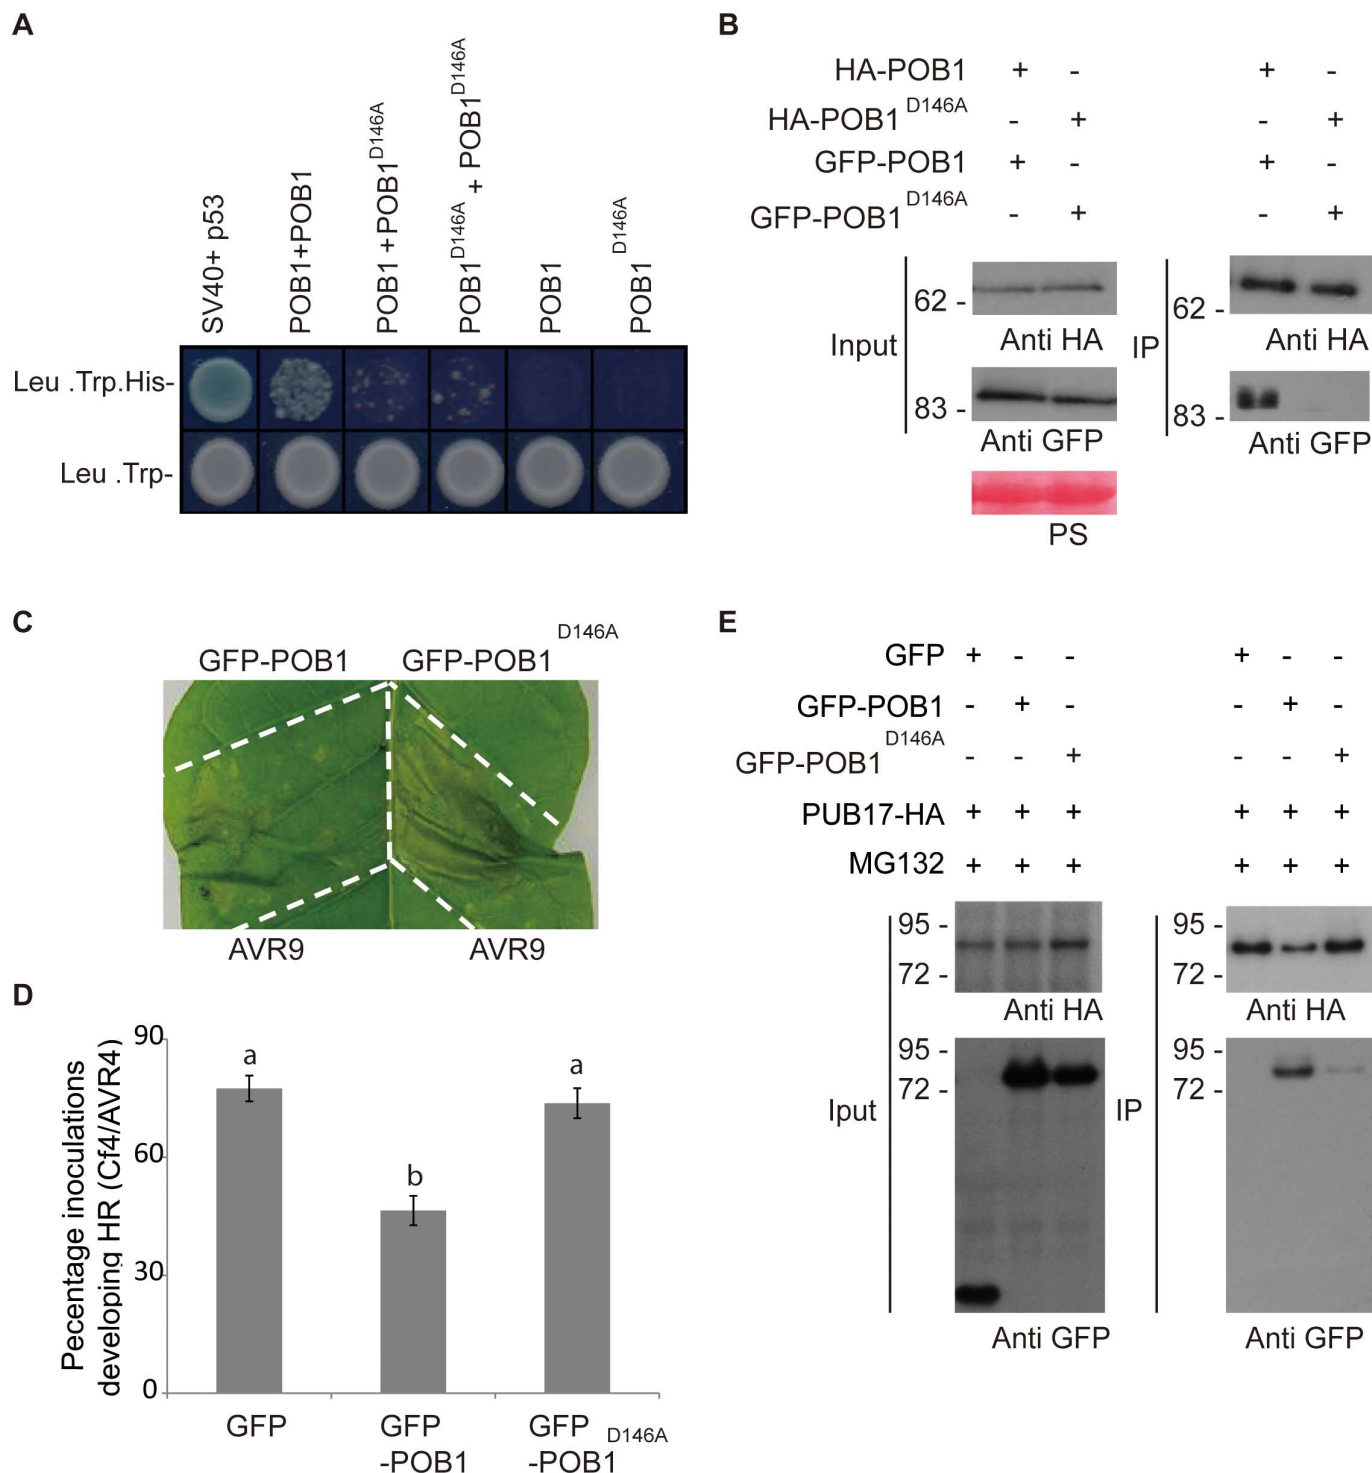 A
SV40+ p53
POB1+POB1
POB1 +POB1 D146A
POB1 D146A + POB1 D146A
POB1
POB1 D146A
Leu .Trp.His-
Leu .Trp-
B
HA-POB1 + - + -
HA-POB1 D146A - + - +
GFP-POB1 + - + -
GFP-POB1 D146A - + - +
Input
62 -
Anti HA
83 -
Anti GFP
PS
IP
62 -
Anti HA
83 -
Anti GFP
C
GFP-POB1 GFP-POB1 D146A
AVR9 AVR9
D
Pecentage inoculations
developing HR (Cf4/AVR4)
90
60
30
0
a
b
a
GFP
GFP
-POB1
GFP
-POB1 D146A
E
GFP + - - + - -
GFP-POB1 - + - - + -
GFP-POB1 D146A - - + - - +
PUB17-HA + + + + + +
MG132 + + + + + +
Iput
95 -
72 -
Anti HA
95 -
72 -
Anti GFP
IP
95 -
72 -
Anti HA
95 -
72 -
Anti GFP